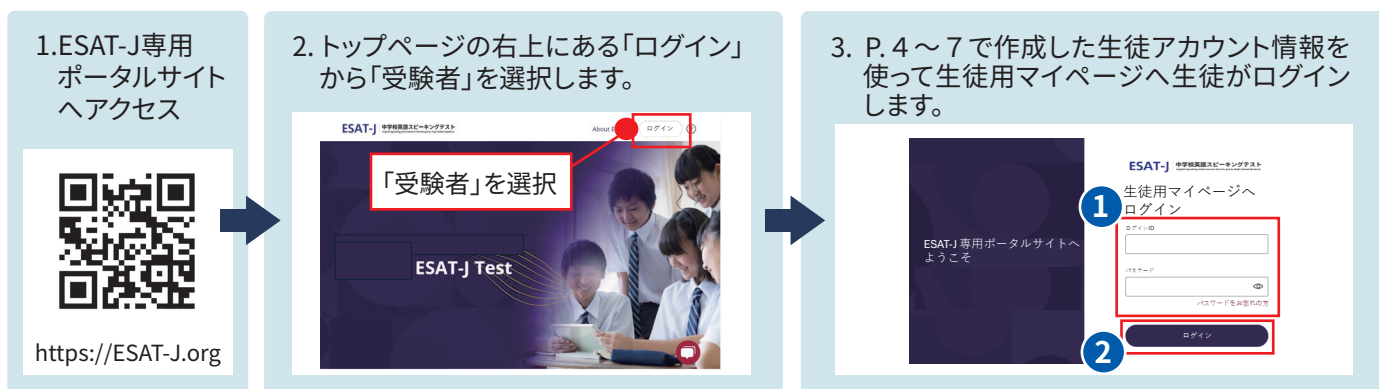 1.ESAT-J専用
ポータルサイト
へアクセス
https://ESAT-J.org
2. トップページの右上にある「ログイン」
から「受験者」を選択します。
ESAT-J 中学校英語スピーキングテスト
About E
ログイン
?
「受験者」を選択
ESAT-J Test
3. P.４～７で作成した生徒アカウント情報を
使って生徒用マイページへ生徒がログイン
します。
ESAT-J 専用ポータルサイトへ
ようこそ
ESAT-J 中学校英語スピーキングテスト
生徒用マイページへ
ログイン
1
ログインID
パスワード
パスワードをお忘れの方
2
ログイン